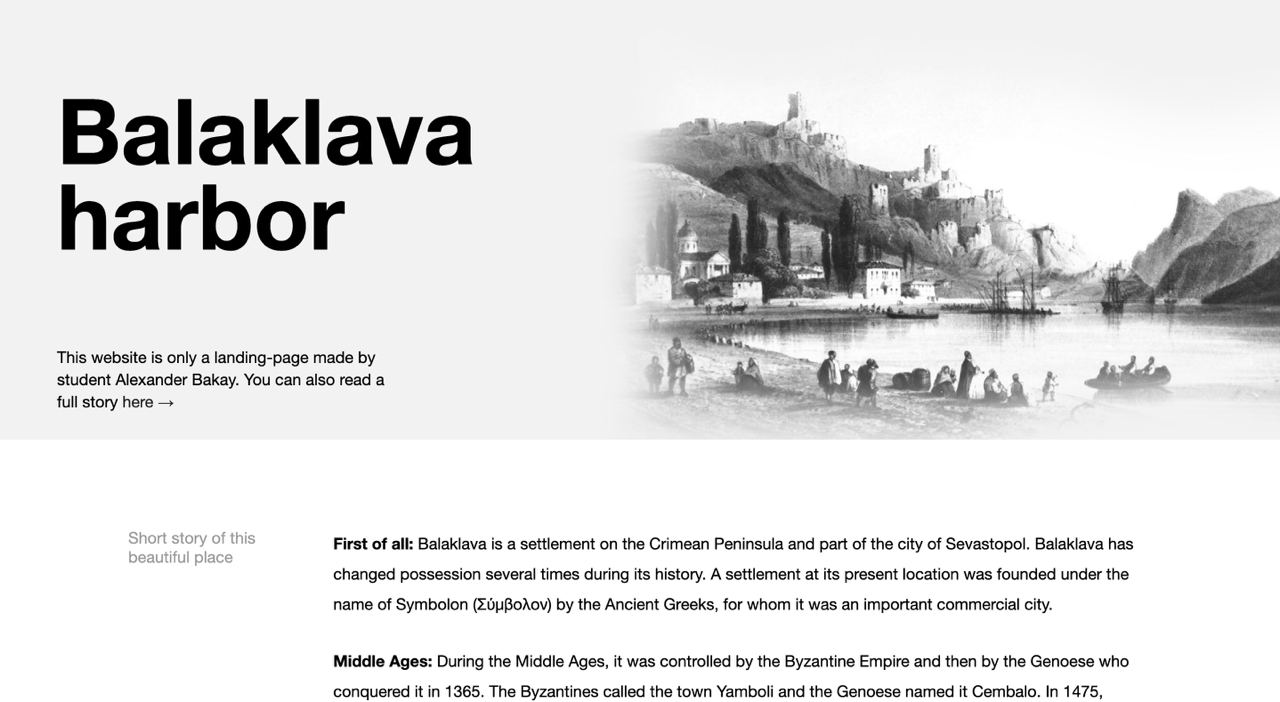 Balaklava
harbor
This website is only a landing-page made by
student Alexander Bakay. You can also read a
full story here →
Short story of this
beautiful place
First of all: Balaklava is a settlement on the Crimean Peninsula and part of the city of Sevastopol. Balaklava has
changed possession several times during its history. A settlement at its present location was founded under the
name of Symbolon (Σύμβολον) by the Ancient Greeks, for whom it was an important commercial city.
Middle Ages: During the Middle Ages, it was controlled by the Byzantine Empire and then by the Genoese who
conquered it in 1365. The Byzantines called the town Yamboli and the Genoese named it Cembalo. In 1475,